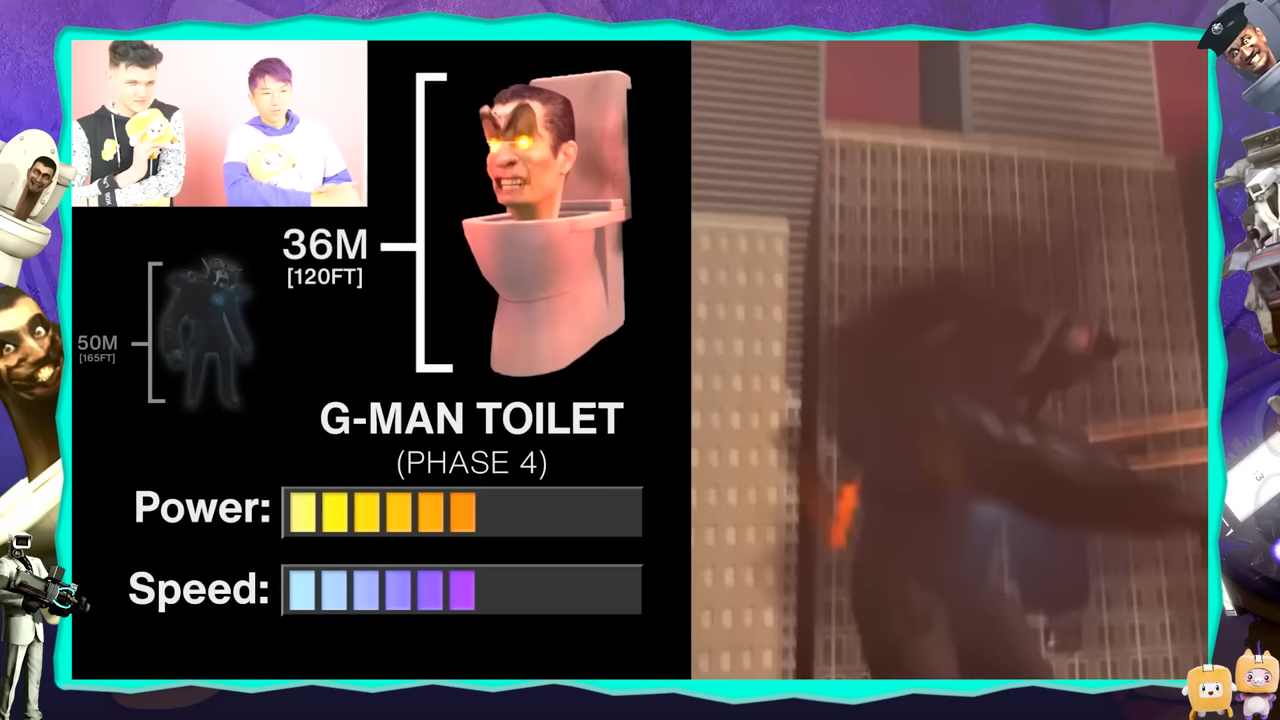 36M
[120FT]
50M
[165FT]
G-MAN TOILET
(PHASE 4)
Power:
Speed: